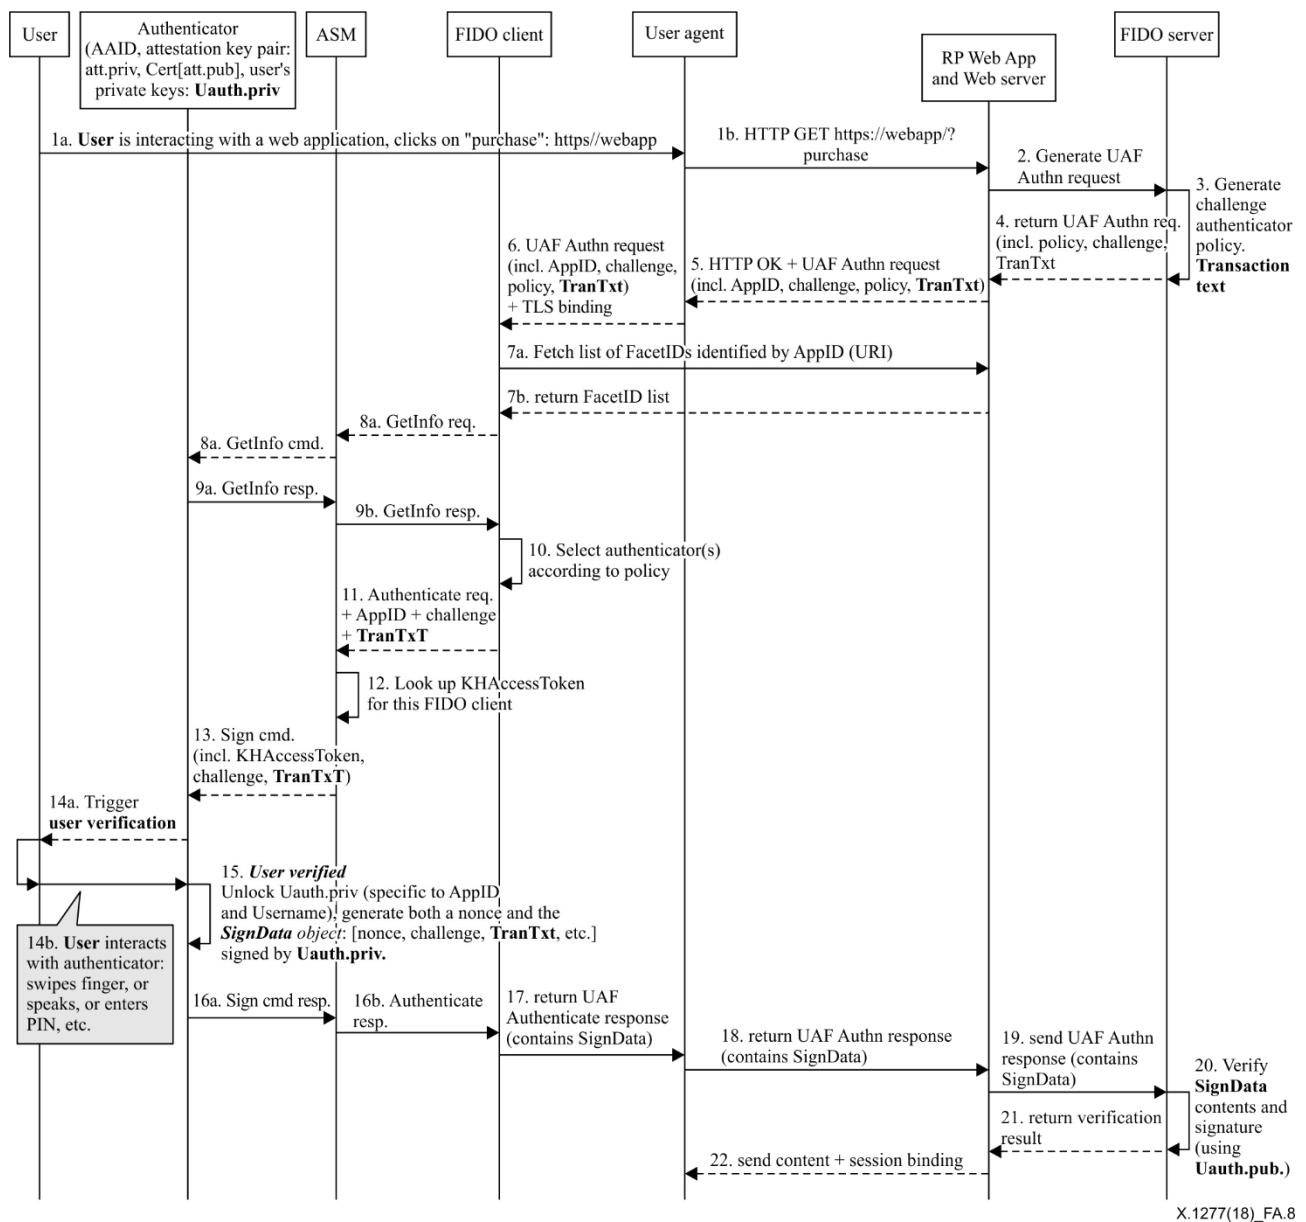 User
Authenticator
(AAID, attestation key pair:
att.priv, Cert[att.pub], user's
private keys: Uauth.priv
ASM
FIDO client
User agent
RP Web App
and Web server
FIDO server
1a. User is interacting with a web application, clicks on "purchase": https//webapp
1b. HTTP GET https://webapp/?
purchase
2. Generate UAF
Authn request
3. Generate
challenge
authenticator
policy.
Transaction
text
4. return UAF Authn req.
(incl. policy, challenge,
TranTxt
5. HTTP OK + UAF Authn request
(incl. AppID, challenge, policy, TranTxt)
6. UAF Authn request
(incl. AppID, challenge,
policy, TranTxt)
+ TLS binding
7a. Fetch list of FacetIDs identified by AppID (URI)
7b. return FacetID list
8a. GetInfo req.
8a. GetInfo cmd.
9a. GetInfo resp.
9b. GetInfo resp.
10. Select authenticator(s)
according to policy
11. Authenticate req.
+ AppID + challenge
+ TranTxT
12. Look up KHAccessToken
for this FIDO client
13. Sign cmd.
(incl. KHAccessToken,
challenge, TranTxT)
14a. Trigger
user verification
15. User verified
Unlock Uauth.priv (specific to AppID
and Username), generate both a nonce and the
SignData object: [nonce, challenge, TranTxt, etc.]
signed by Uauth.priv.
14b. User interacts
with authenticator:
swipes finger, or
speaks, or enters
PIN, etc.
16a. Sign cmd resp.
16b. Authenticate
resp.
17. return UAF
Authenticate response
(contains SignData)
18. return UAF Authn response
(contains SignData)
19. send UAF Authn
response (contains
SignData)
20. Verify
SignData
contents and
signature
(using
Uauth.pub.)
21. return verification
result
22. send content + session binding
X.1277(18)_FA.8